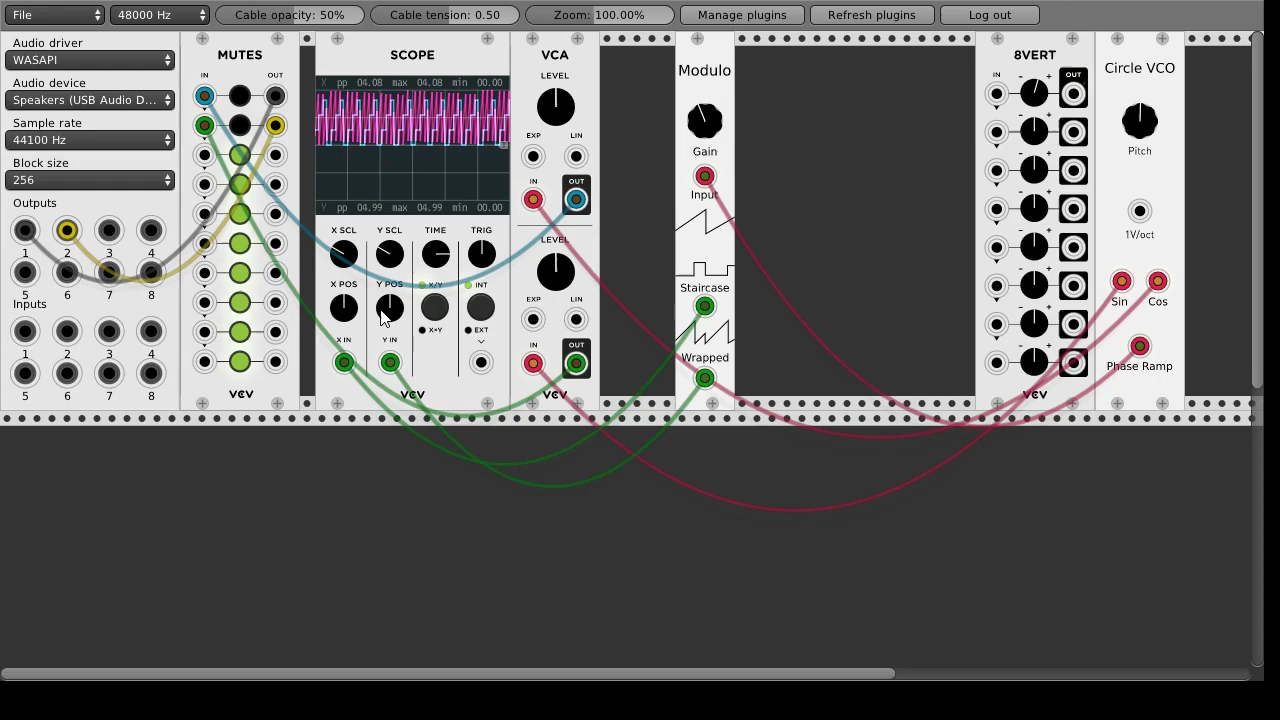 File
48000 Hz
Cable opacity: 50%
Cable tension: 0.50
Zoom: 100.00%
Manage plugins
Refresh plugins
Log out
Audio driver
WASAPI
Audio device
Speakers (USB Audio D...
Sample rate
44100 Hz
Block size
256
Outputs
1 2 3 4
5 6 7 8
Inputs
1 2 3 4
5 6 7 8
MUTES
IN OUT
VCV
SCOPE
X pp 04.08 max 04.08 min 00.00
Y pp 04.99 max 04.99 min 00.00
X SCL Y SCL TIME TRIG
X POS Y POS X/Y INT
X×Y EXT
X IN Y IN
VCV
VCA
LEVEL
EXP LIN
IN OUT
LEVEL
EXP LIN
IN OUT
VCV
Modulo
Gain
Input
Staircase
Wrapped
8VERT
IN OUT
VCV
Circle VCO
Pitch
1V/oct
Sin Cos
Phase Ramp